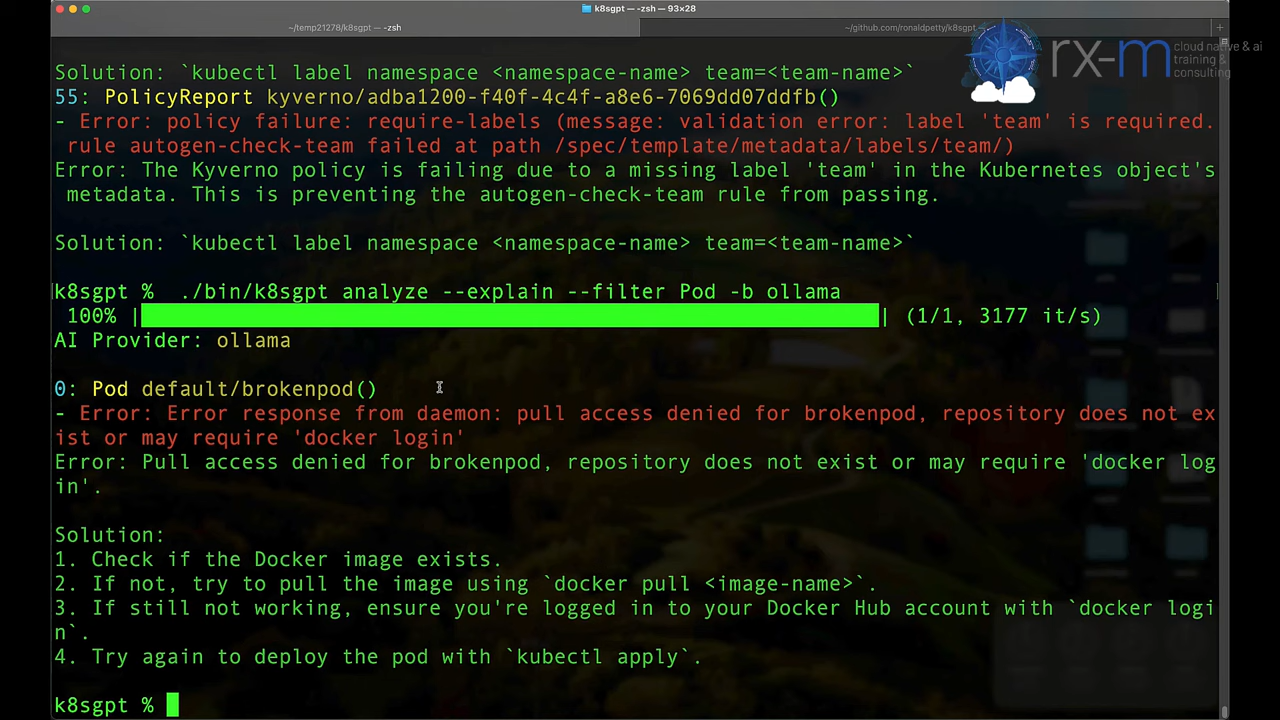 k8sgpt — -zsh — 93×28
~/temp21278/k8sgpt — -zsh
~/github.com/ronaldpetty/k8sgpt
+
rx-m cloud native & ai
training &
consulting
Solution: `kubectl label namespace <namespace-name> team=<team-name>`
55: PolicyReport kyverno/adba1200-f40f-4c4f-a8e6-7069dd07ddfb()
- Error: policy failure: require-labels (message: validation error: label 'team' is required.
rule autogen-check-team failed at path /spec/template/metadata/labels/team/)
Error: The Kyverno policy is failing due to a missing label 'team' in the Kubernetes object's
metadata. This is preventing the autogen-check-team rule from passing.
Solution: `kubectl label namespace <namespace-name> team=<team-name>`
k8sgpt % ./bin/k8sgpt analyze --explain --filter Pod -b ollama
100% | | (1/1, 3177 it/s)
AI Provider: ollama
0: Pod default/brokenpod()
- Error: Error response from daemon: pull access denied for brokenpod, repository does not ex
ist or may require 'docker login'
Error: Pull access denied for brokenpod, repository does not exist or may require 'docker log
in'.
Solution:
1. Check if the Docker image exists.
2. If not, try to pull the image using `docker pull <image-name>`.
3. If still not working, ensure you're logged in to your Docker Hub account with `docker logi
n`.
4. Try again to deploy the pod with `kubectl apply`.
k8sgpt %